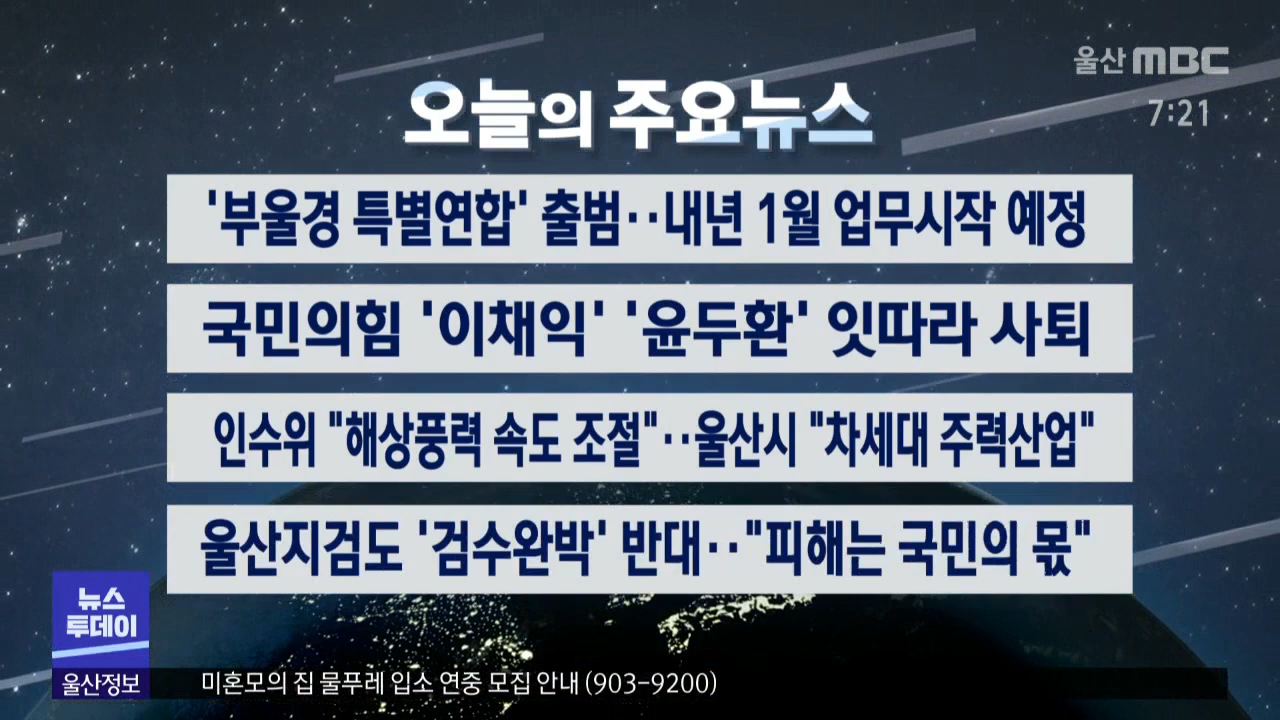 울산 MBC
7:21
오늘의 주요뉴스
'부울경 특별연합' 출범··내년 1월 업무시작 예정
국민의힘 '이채익' '윤두환' 잇따라 사퇴
인수위 "해상풍력 속도 조절"··울산시 "차세대 주력산업"
울산지검도 '검수완박' 반대··"피해는 국민의 몫"
뉴스
투데이
울산정보
미혼모의 집 물푸레 입소 연중 모집 안내 (903-9200)